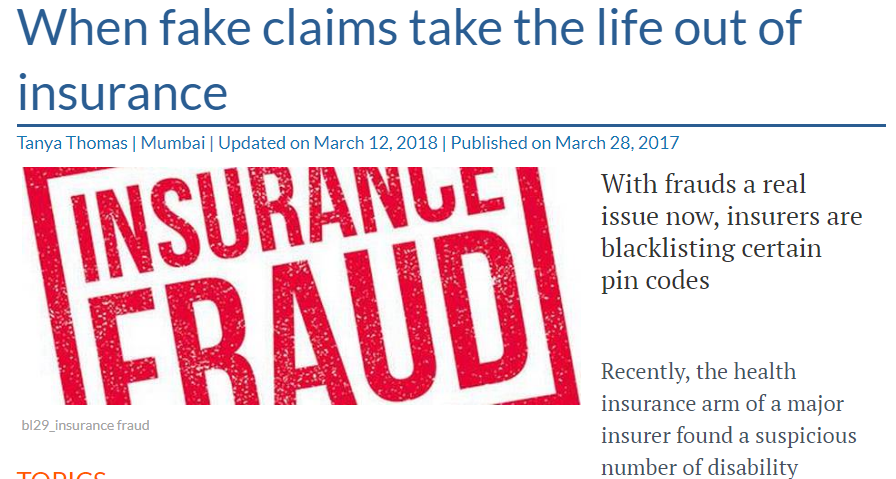 When fake claims take the life out of
insurance
Tanya Thomas | Mumbai | Updated on March 12, 2018 | Published on March 28, 2017
INSURANCE
FRAUD
With frauds a real
issue now, insurers are
blacklisting certain
pin codes
bl29_insurance fraud
Recently, the health
insurance arm of a major
insurer found a suspicious
number of disability
TOPICS